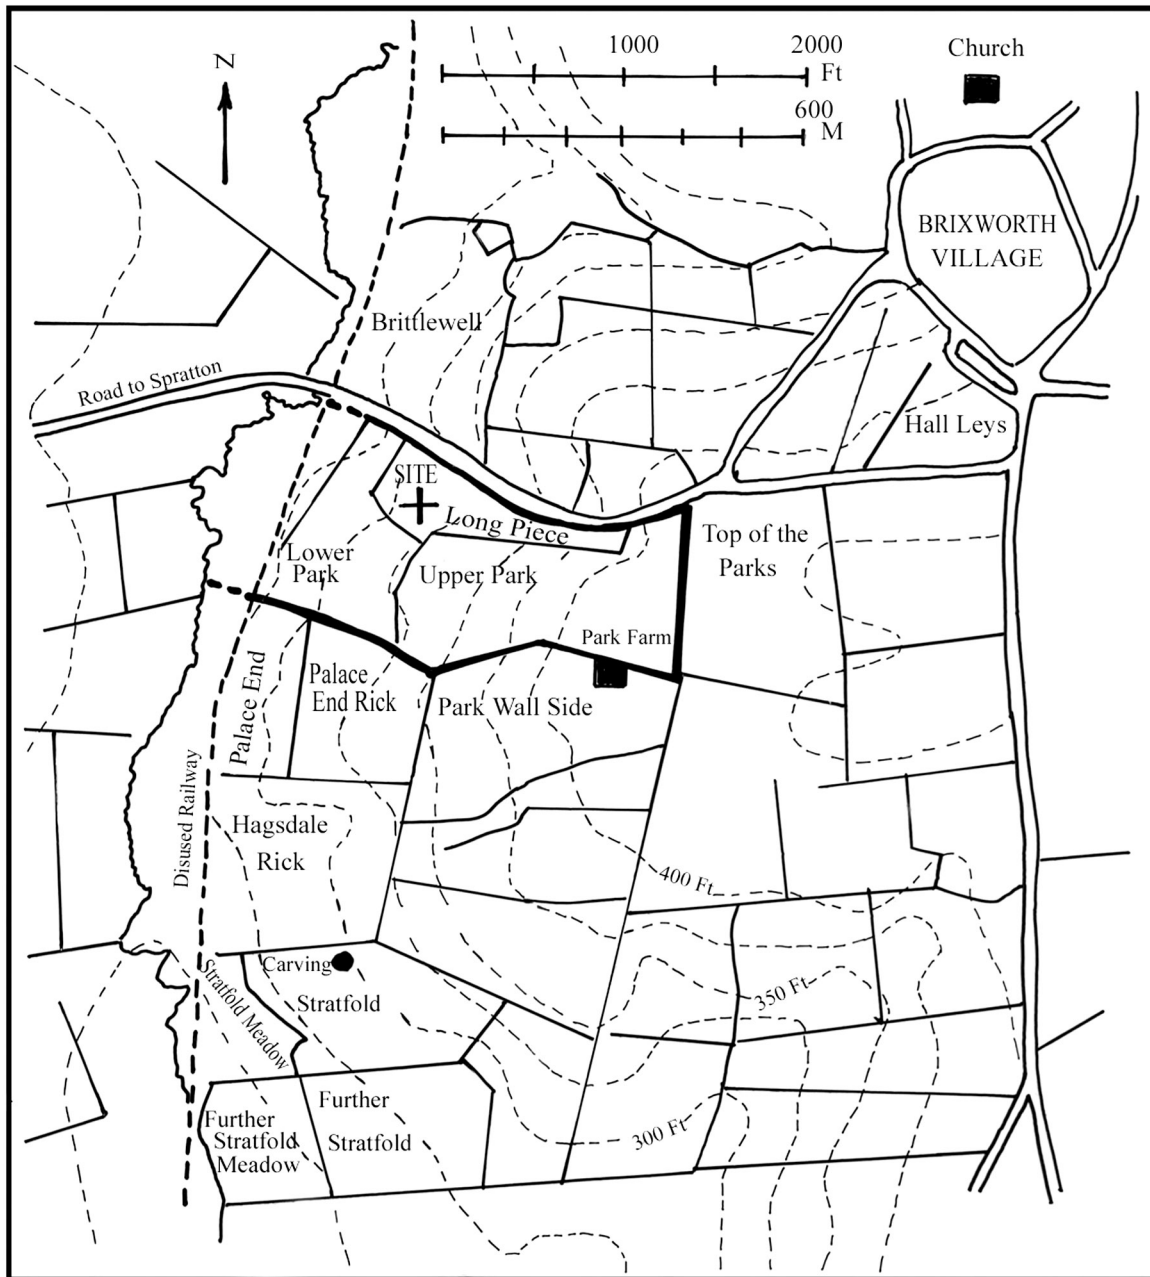 1000
2000
Ft
Church
N
600
M
BRIXWORTH
VILLAGE
Brittlewell
Road to Spratton
Hall Leys
SITE
Long Piece
Top of the
Parks
Lower
Park
Upper Park
Park Farm
Palace End
Palace
End Rick
Park Wall Side
Disused Railway
Hagsdale
Rick
400 Ft
Carving
Stratfold
Stratfold Meadow
350 Ft
Further
Stratfold
Further
Stratfold
Meadow
300 Ft